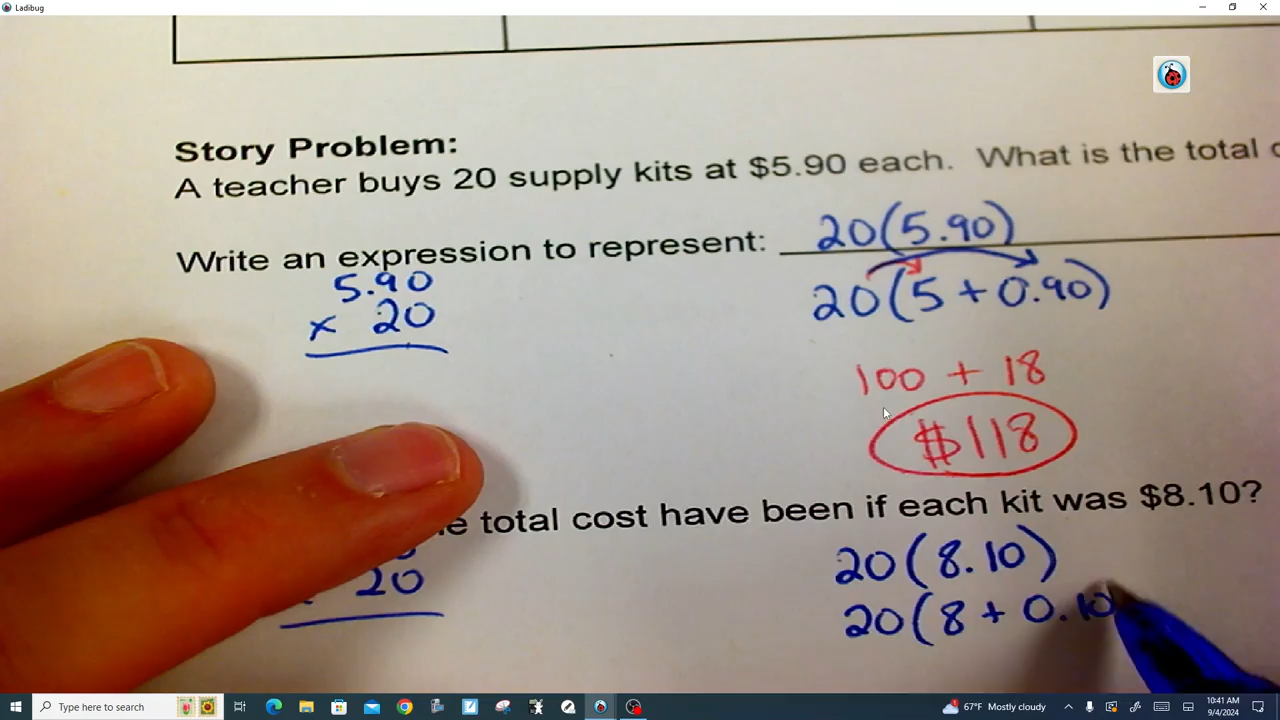 Ladibug
Story Problem:
A teacher buys 20 supply kits at $5.90 each. What is the total
Write an expression to represent: 20(5.90)
5.90
x 20
20(5 + 0.90)
100 + 18
$118
total cost have been if each kit was $8.10?
20
20(8.10)
20(8 + 0.10
Type here to search
67°F Mostly cloudy
10:41 AM
9/4/2024